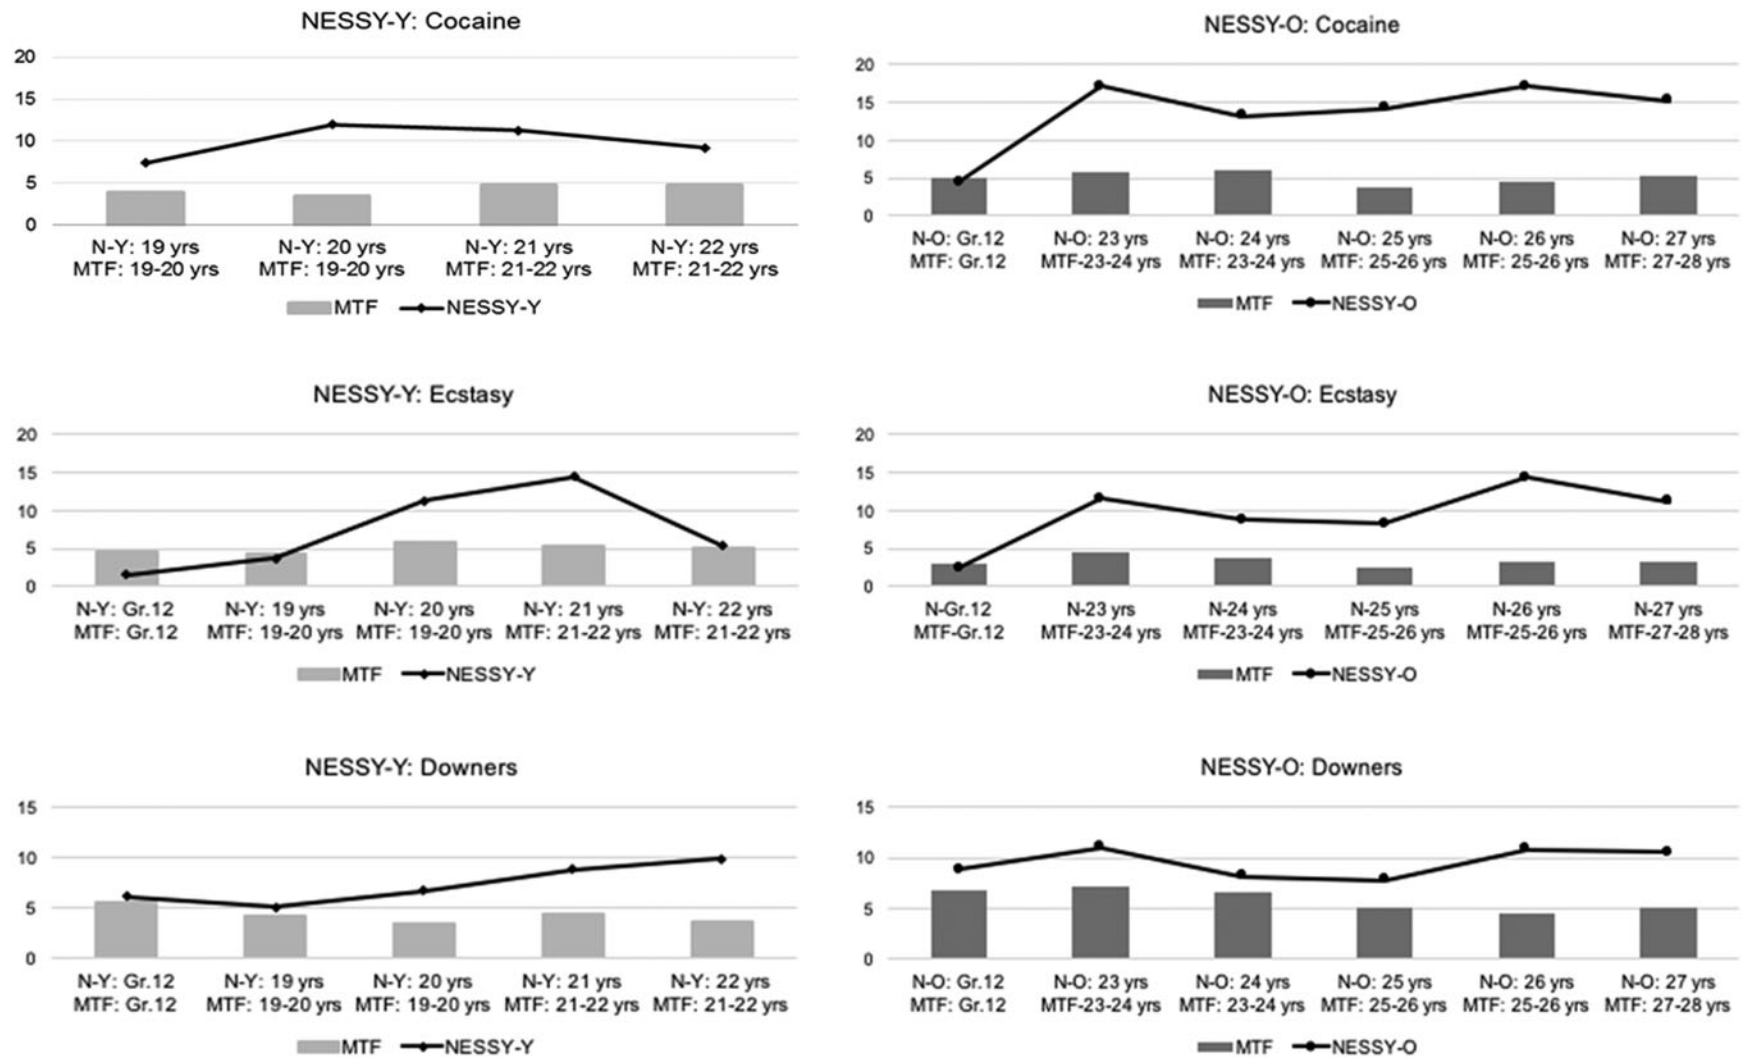 NESSY-Y: Cocaine
20
15
10
5
0
N-Y: 19 yrs N-Y: 20 yrs N-Y: 21 yrs N-Y: 22 yrs
MTF: 19-20 yrs MTF: 19-20 yrs MTF: 21-22 yrs MTF: 21-22 yrs
MTF NESSY-Y
NESSY-O: Cocaine
20
15
10
5
0
N-O: Gr.12 N-O: 23 yrs N-O: 24 yrs N-O: 25 yrs N-O: 26 yrs N-O: 27 yrs
MTF: Gr.12 MTF-23-24 yrs MTF: 23-24 yrs MTF: 25-26 yrs MTF: 25-26 yrs MTF: 27-28 yrs
MTF NESSY-O
NESSY-Y: Ecstasy
20
15
10
5
0
N-Y: Gr.12 N-Y: 19 yrs N-Y: 20 yrs N-Y: 21 yrs N-Y: 22 yrs
MTF: Gr.12 MTF: 19-20 yrs MTF: 19-20 yrs MTF: 21-22 yrs MTF: 21-22 yrs
MTF NESSY-Y
NESSY-O: Ecstasy
20
15
10
5
0
N-Gr.12 N-23 yrs N-24 yrs N-25 yrs N-26 yrs N-27 yrs
MTF-Gr.12 MTF-23-24 yrs MTF-23-24 yrs MTF-25-26 yrs MTF-25-26 yrs MTF-27-28 yrs
MTF NESSY-O
NESSY-Y: Downers
15
10
5
0
N-Y: Gr.12 N-Y: 19 yrs N-Y: 20 yrs N-Y: 21 yrs N-Y: 22 yrs
MTF: Gr.12 MTF: 19-20 yrs MTF: 19-20 yrs MTF: 21-22 yrs MTF: 21-22 yrs
MTF NESSY-Y
NESSY-O: Downers
15
10
5
0
N-O: Gr.12 N-O: 23 yrs N-O: 24 yrs N-O: 25 yrs N-O: 26 yrs N-O: 27 yrs
MTF: Gr.12 MTF-23-24 yrs MTF: 23-24 yrs MTF: 25-26 yrs MTF: 25-26 yrs MTF: 27-28 yrs
MTF NESSY-O